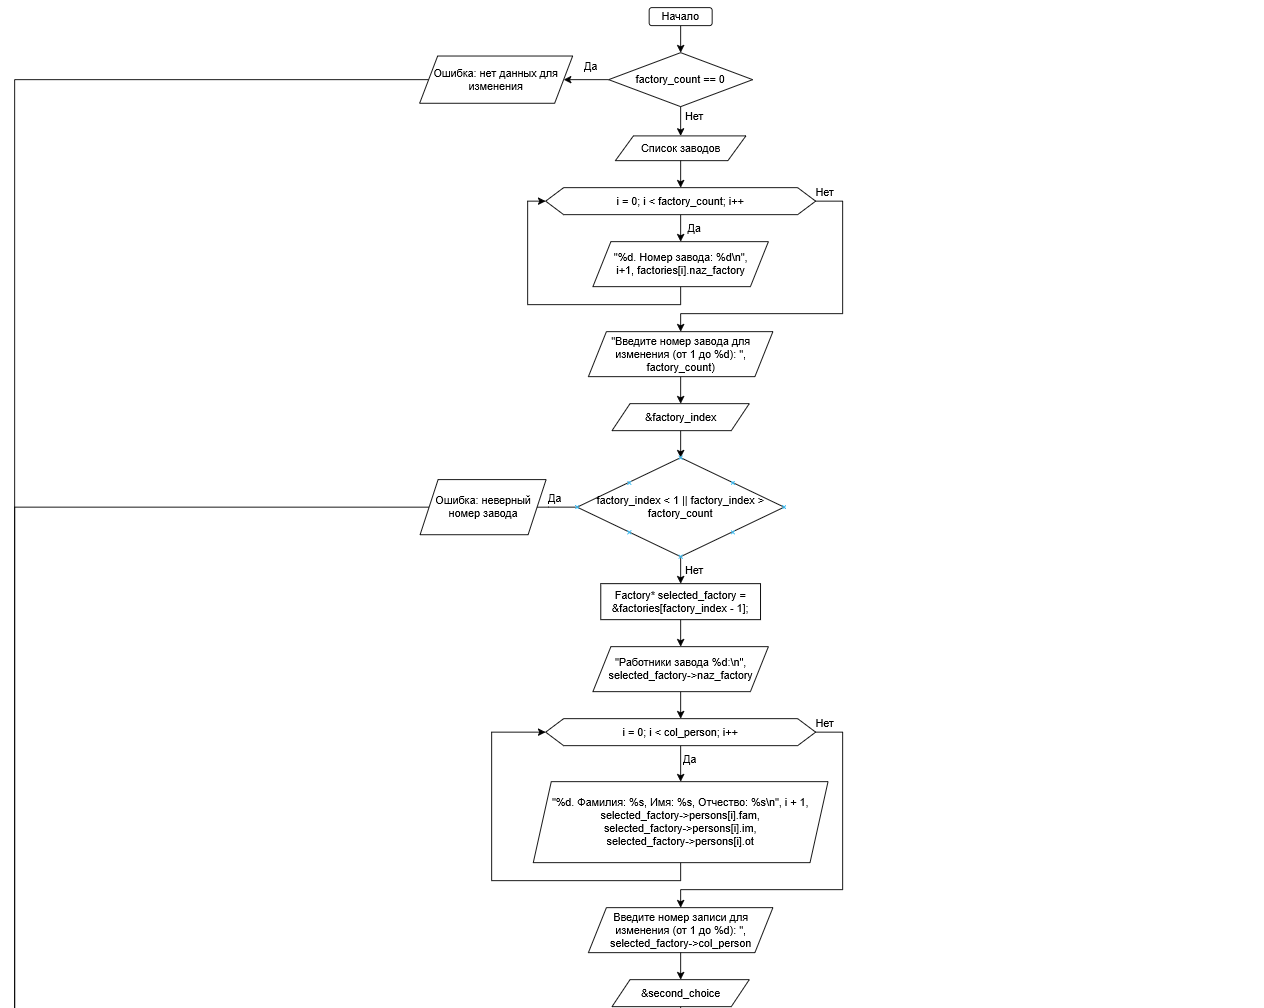 Начало
factory_count == 0
Да
Ошибка: нет данных для
изменения
Нет
Список заводов
i = 0; i < factory_count; i++
Нет
Да
"%d. Номер завода: %d\n",
i+1, factories[i].naz_factory
"Введите номер завода для
изменения (от 1 до %d): ",
factory_count)
&factory_index
factory_index < 1 || factory_index >
factory_count
Да
Ошибка: неверный
номер завода
Нет
Factory* selected_factory =
&factories[factory_index - 1];
"Работники завода %d:\n",
selected_factory->naz_factory
i = 0; i < col_person; i++
Нет
Да
"%d. Фамилия: %s, Имя: %s, Отчество: %s\n", i + 1,
selected_factory->persons[i].fam,
selected_factory->persons[i].im,
selected_factory->persons[i].ot
Введите номер записи для
изменения (от 1 до %d): ",
selected_factory->col_person
&second_choice